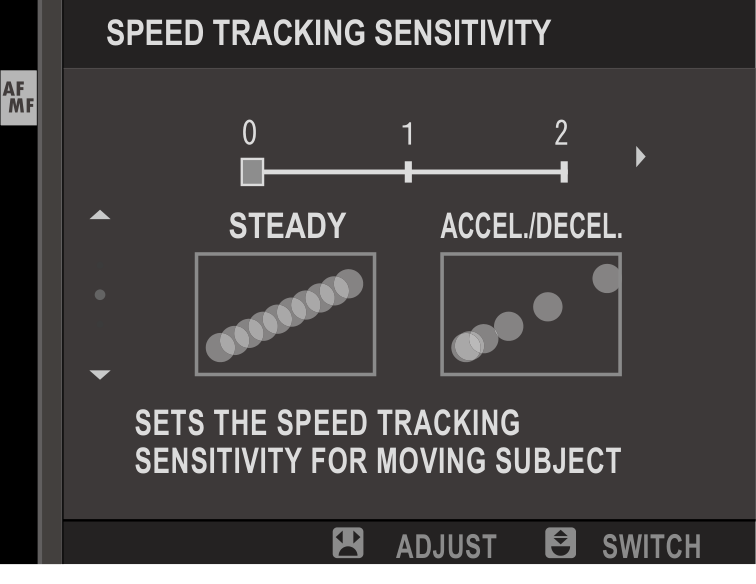 SPEED TRACKING SENSITIVITY
AF
MF
0 1 2
STEADY ACCEL./DECEL.
SETS THE SPEED TRACKING
SENSITIVITY FOR MOVING SUBJECT
ADJUST SWITCH